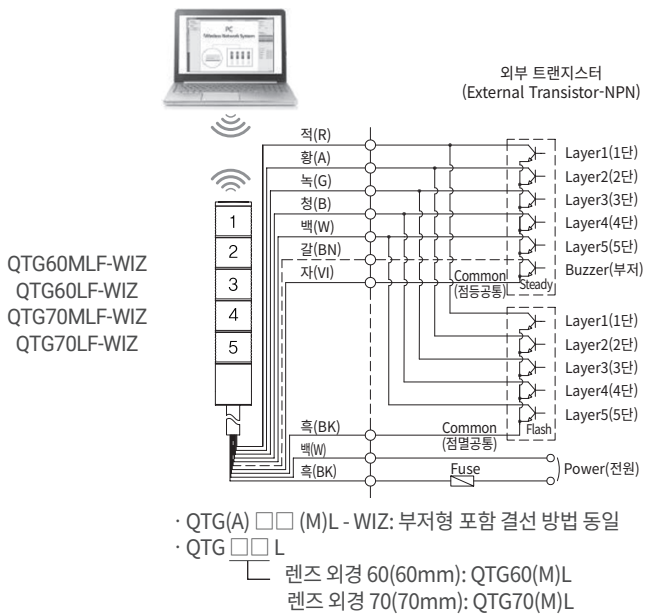 PC
Wireless Network System
외부 트랜지스터
(External Transistor-NPN)
적(R)
황(A)
녹(G)
청(B)
백(W)
갈(BN)
자(VI)
Common
(점등공통)
Steady
Layer1(1단)
Layer2(2단)
Layer3(3단)
Layer4(4단)
Layer5(5단)
Buzzer(부저)
1
2
3
4
5
QTG60MLF-WIZ
QTG60LF-WIZ
QTG70MLF-WIZ
QTG70LF-WIZ
Layer1(1단)
Layer2(2단)
Layer3(3단)
Layer4(4단)
Layer5(5단)
Flash
흑(BK)
Common
(점멸공통)
백(W)
흑(BK)
Fuse
Power(전원)
· QTG(A) □□ (M)L - WIZ: 부저형 포함 결선 방법 동일
· QTG □□ L
렌즈 외경 60(60mm): QTG60(M)L
렌즈 외경 70(70mm): QTG70(M)L